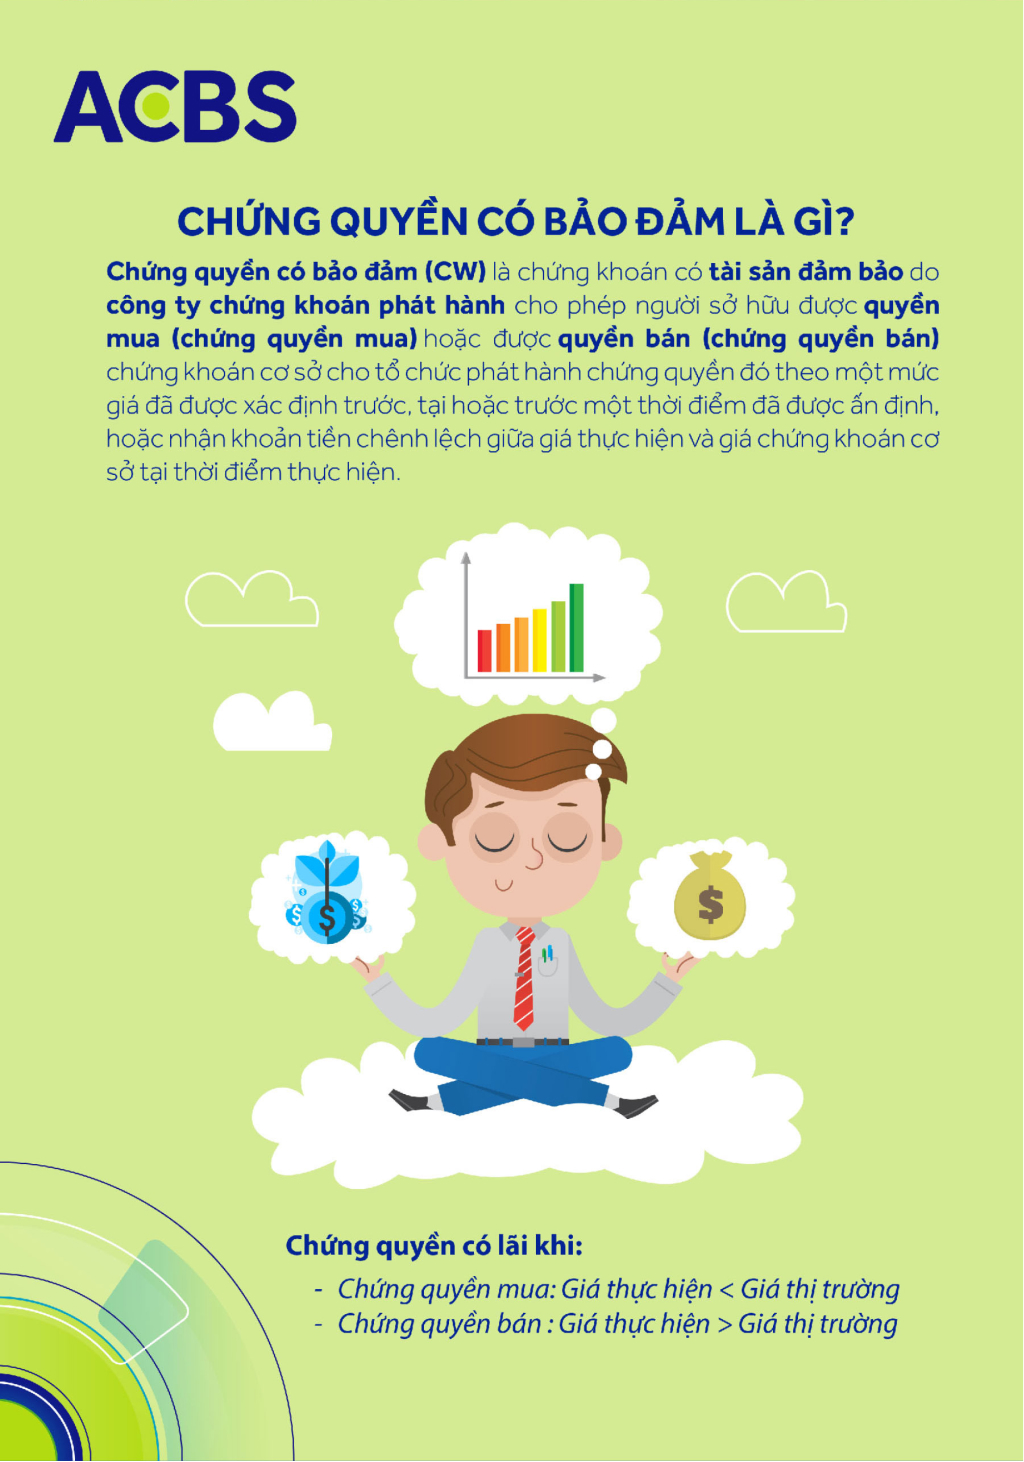 ACBS
CHỨNG QUYỀN CÓ BẢO ĐẢM LÀ GÌ?
Chứng quyền có bảo đảm (CW) là chứng khoán có tài sản đảm bảo do
công ty chứng khoán phát hành cho phép người sở hữu được quyền
mua (chứng quyền mua) hoặc được quyền bán (chứng quyền bán)
chứng khoán cơ sở cho tổ chức phát hành chứng quyền đó theo một mức
giá đã được xác định trước, tại hoặc trước một thời điểm đã được ấn định,
hoặc nhận khoản tiền chênh lệch giữa giá thực hiện và giá chứng khoán cơ
sở tại thời điểm thực hiện.
$
$
$
$
$
Chứng quyền có lãi khi:
- Chứng quyền mua: Giá thực hiện < Giá thị trường
- Chứng quyền bán : Giá thực hiện > Giá thị trường